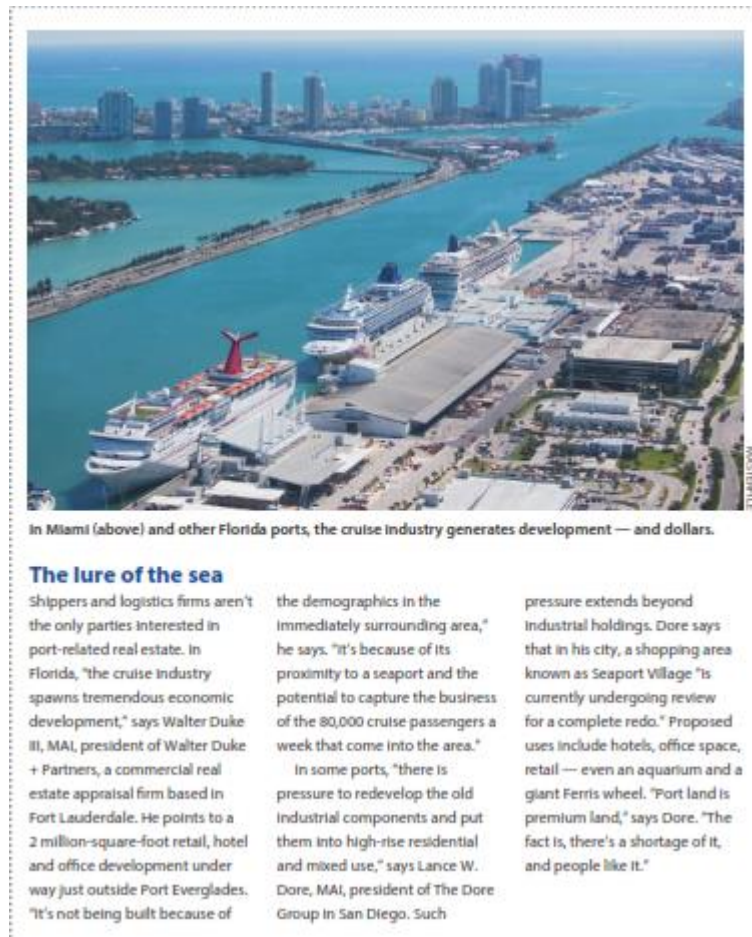 MASTERFILE
In Miami (above) and other Florida ports, the cruise industry generates development — and dollars.
The lure of the sea
Shippers and logistics firms aren't
the only parties interested in
port-related real estate. In
Florida, "the cruise industry
spawns tremendous economic
development," says Walter Duke
III, MAI, president of Walter Duke
+ Partners, a commercial real
estate appraisal firm based in
Fort Lauderdale. He points to a
2 million-square-foot retail, hotel
and office development under
way just outside Port Everglades.
"It's not being built because of
the demographics in the
immediately surrounding area,"
he says. "It's because of its
proximity to a seaport and the
potential to capture the business
of the 80,000 cruise passengers a
week that come into the area."
In some ports, "there is
pressure to redevelop the old
industrial components and put
them into high-rise residential
and mixed use," says Lance W.
Dore, MAI, president of The Dore
Group in San Diego. Such
pressure extends beyond
industrial holdings. Dore says
that in his city, a shopping area
known as Seaport Village "is
currently undergoing review
for a complete redo." Proposed
uses include hotels, office space,
retail — even an aquarium and a
giant Ferris wheel. "Port land is
premium land," says Dore. "The
fact is, there's a shortage of it,
and people like it."